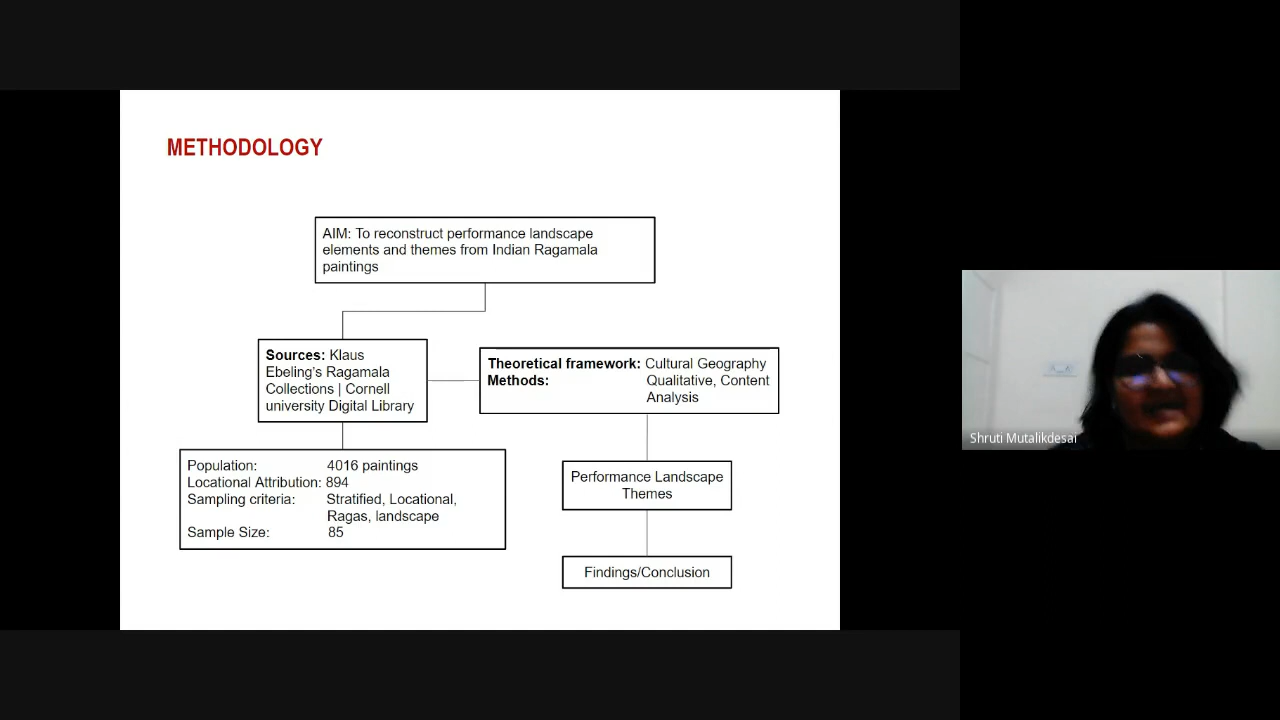 METHODOLOGY
AIM: To reconstruct performance landscape
elements and themes from Indian Ragamala
paintings
Sources: Klaus
Ebeling's Ragamala
Collections | Cornell
university Digital Library
Theoretical framework: Cultural Geography
Methods: Qualitative, Content
Analysis
Population: 4016 paintings
Locational Attribution: 894
Sampling criteria: Stratified, Locational,
Ragas, landscape
Sample Size: 85
Performance Landscape
Themes
Findings/Conclusion
Shruti Mutalikdesai